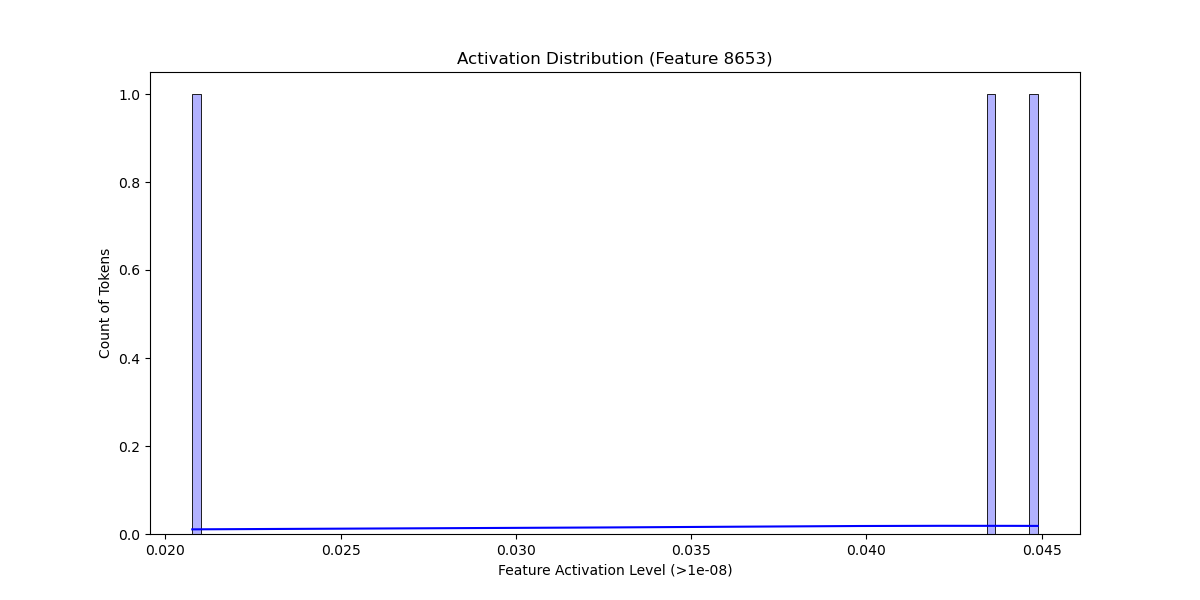 Activation Distribution (Feature 8653)
Count of Tokens
1.0
0.8
0.6
0.4
0.2
0.0
0.020 0.025 0.030 0.035 0.040 0.045
Feature Activation Level (>1e-08)